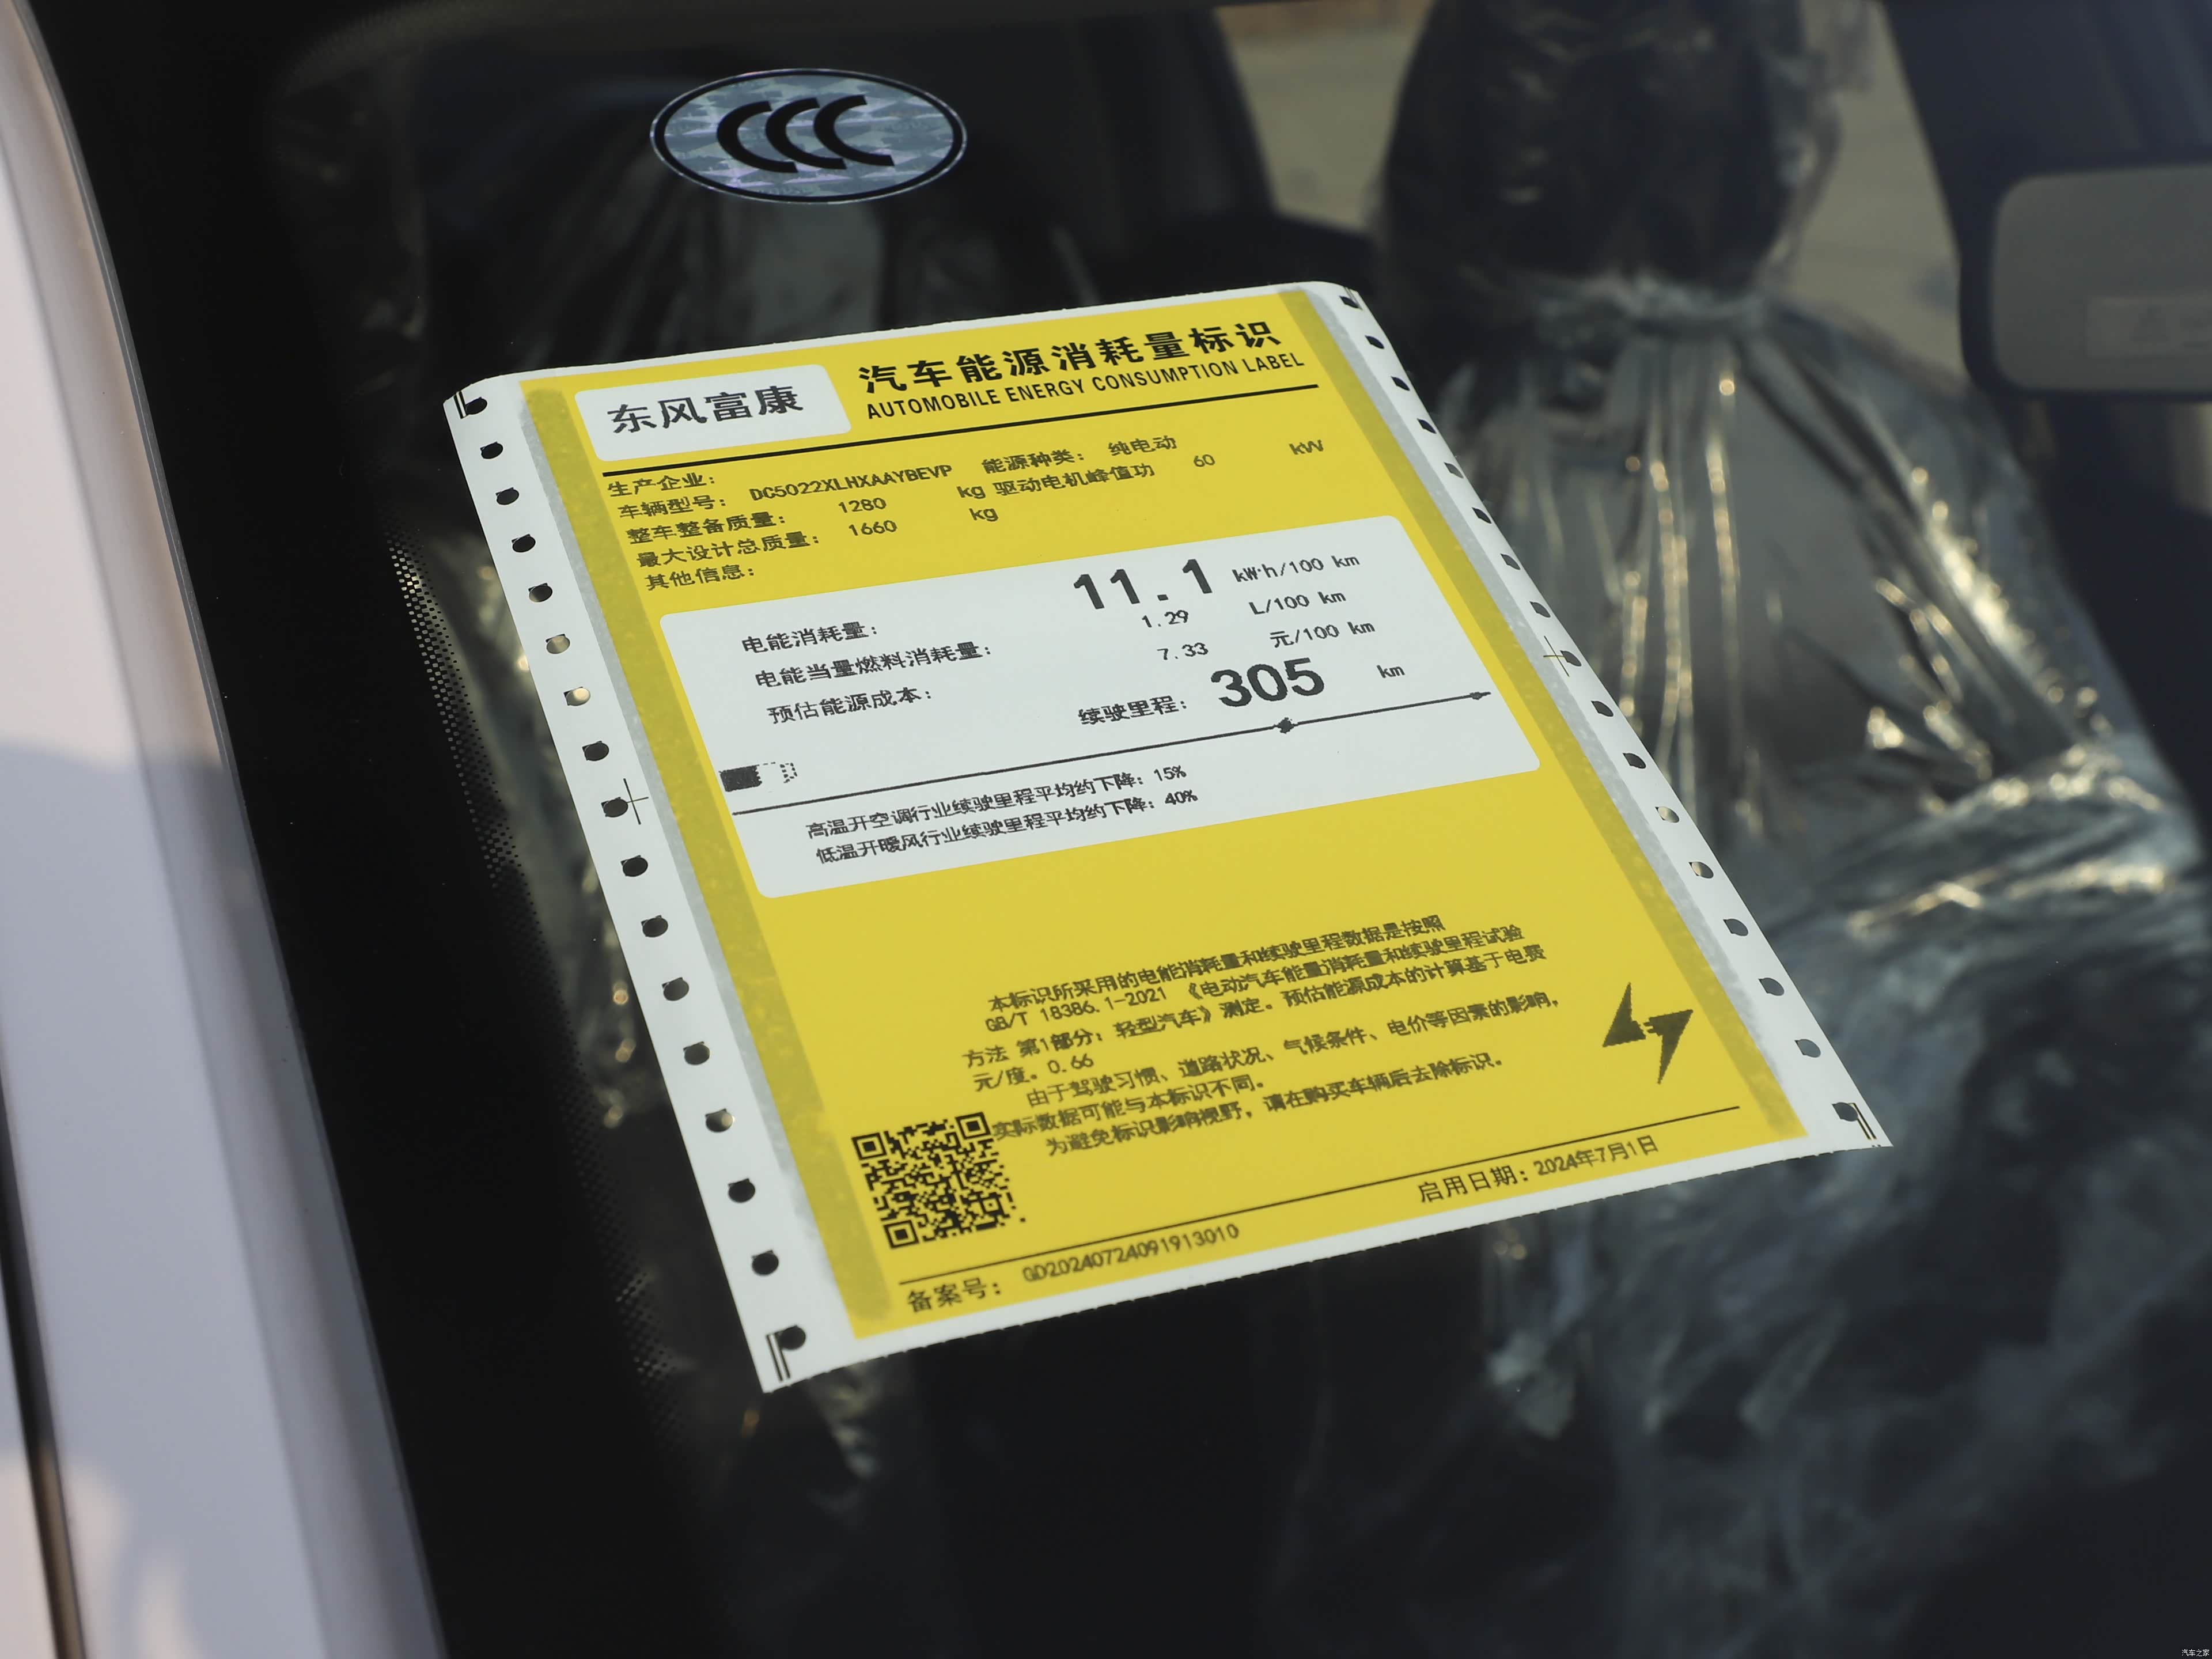 CCC
东风富康
汽车能源消耗量标识
AUTOMOBILE ENERGY CONSUMPTION LABEL
生产企业:
车辆型号: DC5022XLHXAAYBEVP 能源种类: 纯电动
整车整备质量: 1280 kg 驱动电机峰值功 60 kW
最大设计总质量: 1660 kg
其他信息:
电能消耗量: 11.1 kW·h/100 km
电能当量燃料消耗量: 1.29 L/100 km
预估能源成本: 7.33 元/100 km
续驶里程: 305 km
高温开空调行业续驶里程平均约下降: 15%
低温开暖风行业续驶里程平均约下降: 40%
本标识所采用的电能消耗量和续驶里程数据是按照
GB/T 18386.1-2021 《电动汽车能量消耗量和续驶里程试验
方法 第1部分: 轻型汽车》测定。预估能源成本的计算基于电费
元/度。0.66
由于驾驶习惯、道路状况、气候条件、电价等因素的影响,
实际数据可能与本标识不同。
为避免标识影响视野, 请在购买车辆后去除标识。
备案号: GD20240724091913010
启用日期: 2024年7月1日
汽车之家